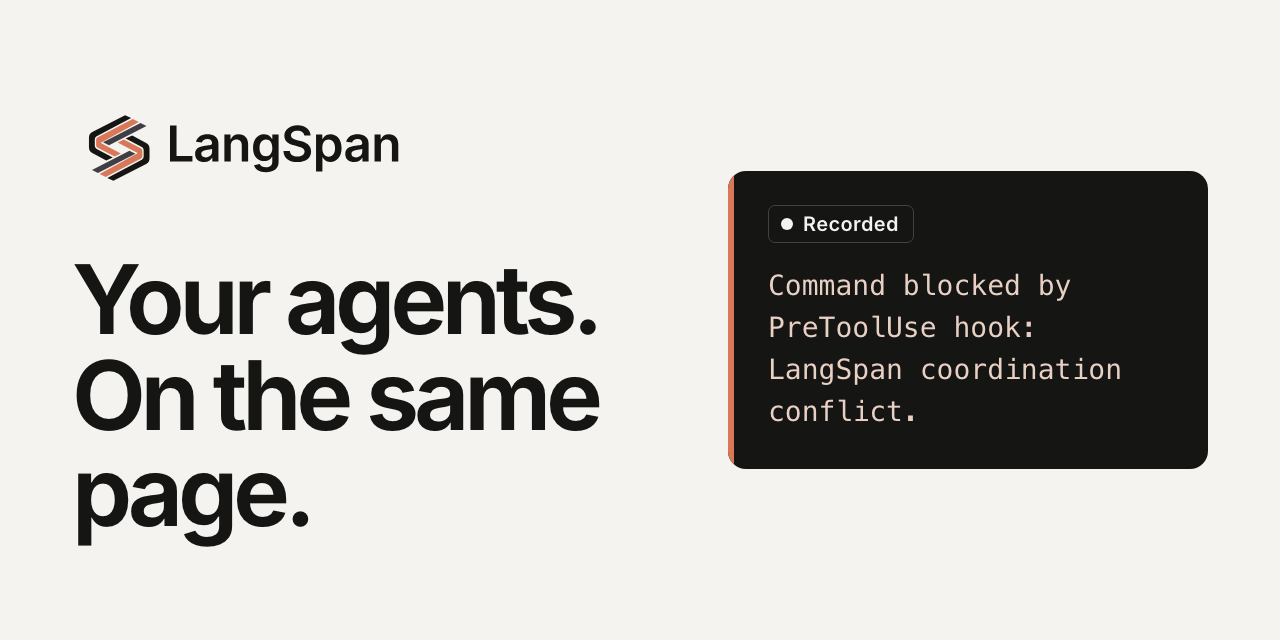 LangSpan
Your agents.
On the same
page.
Recorded
Command blocked by
PreToolUse hook:
LangSpan coordination
conflict.